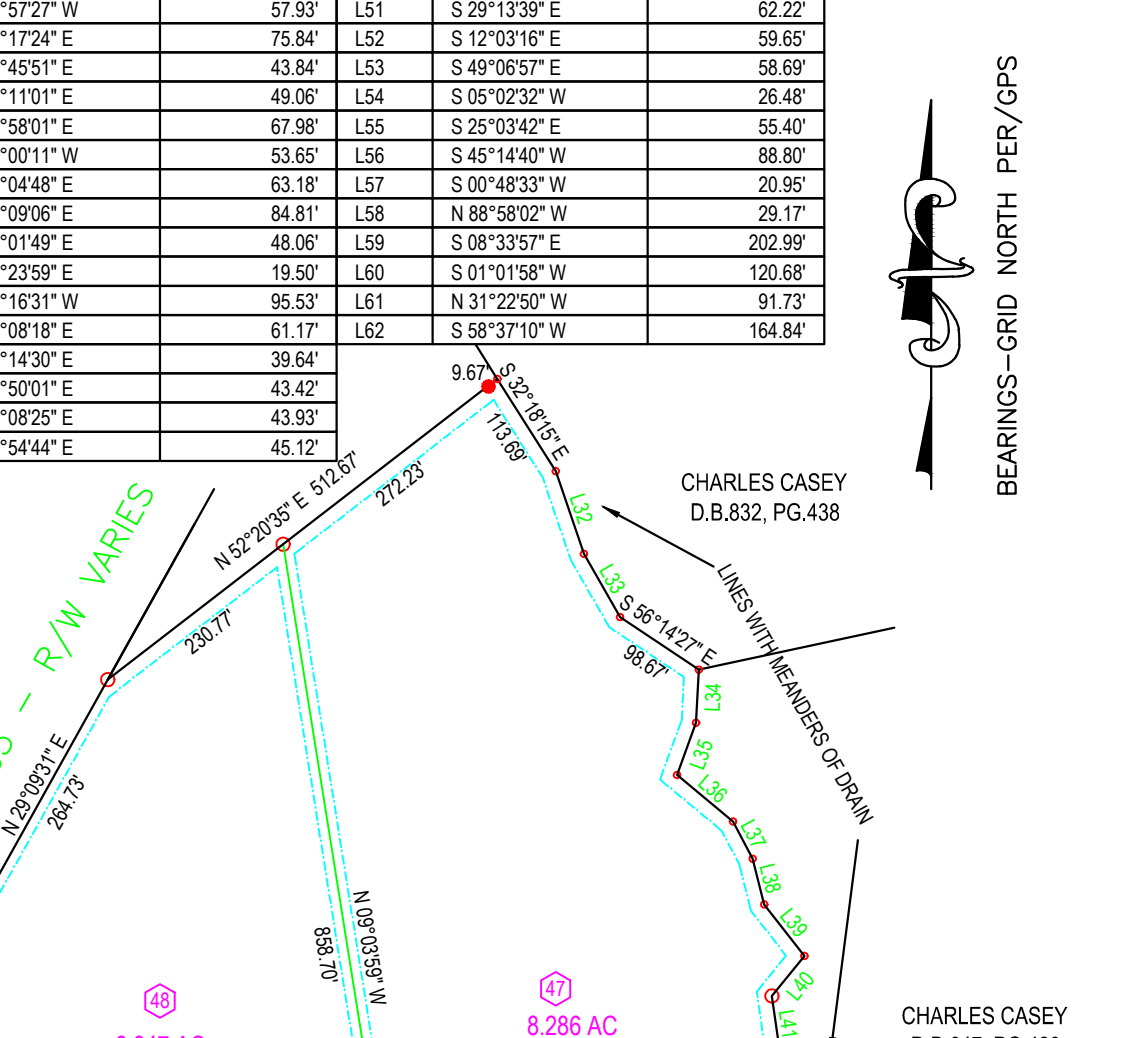 °57'27" W 57.93' L51 S 29°13'39" E 62.22'
°17'24" E 75.84' L52 S 12°03'16" E 59.65'
°45'51" E 43.84' L53 S 49°06'57" E 58.69'
°11'01" E 49.06' L54 S 05°02'32" W 26.48'
°58'01" E 67.98' L55 S 25°03'42" E 55.40'
°00'11" W 53.65' L56 S 45°14'40" W 88.80'
°04'48" E 63.18' L57 S 00°48'33" W 20.95'
°09'06" E 84.81' L58 N 88°58'02" W 29.17'
°01'49" E 48.06' L59 S 08°33'57" E 202.99'
°23'59" E 19.50' L60 S 01°01'58" W 120.68'
°16'31" W 95.53' L61 N 31°22'50" W 91.73'
°08'18" E 61.17' L62 S 58°37'10" W 164.84'
°14'30" E 39.64'
°50'01" E 43.42'
°08'25" E 43.93'
°54'44" E 45.12'
BEARINGS-GRID NORTH PER/GPS
9.67'
S 32°18'15" E
113.69'
N 52°20'35" E 512.67'
272.23'
230.77'
CHARLES CASEY
D.B.832, PG.438
L32
L33
S 56°14'27" E
98.67'
LINES WITH MEANDERS OF DRAIN
- R/W VARIES
N 29°09'31" E
264.73'
L34
L35
L36
L37
L38
L39
L40
L41
N 09°03'59" W
858.70'
48
47
8.286 AC
CHARLES CASEY